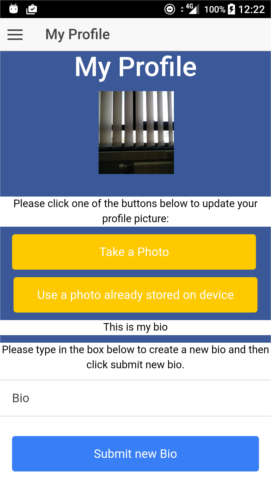 4G 100% 12:22
My Profile
My Profile
Please click one of the buttons below to update your
profile picture:
Take a Photo
Use a photo already stored on device
This is my bio
Please type in the box below to create a new bio and then
click submit new bio.
Bio
Submit new Bio